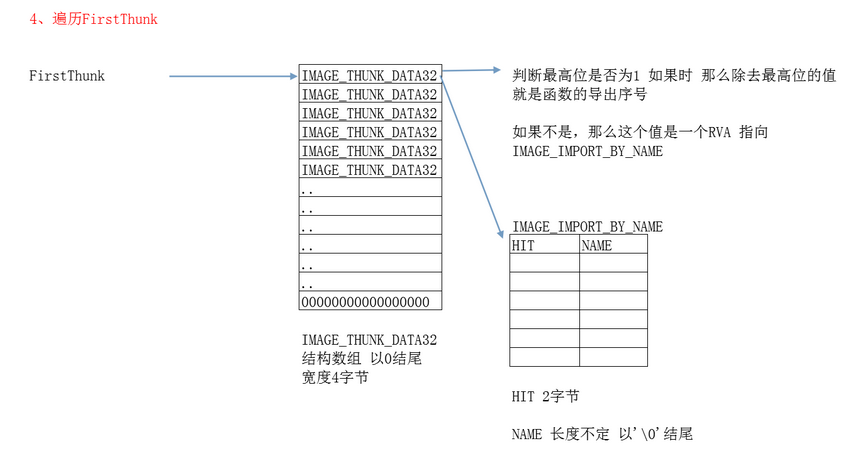 4、遍历FirstThunk
FirstThunk
IMAGE_THUNK_DATA32
IMAGE_THUNK_DATA32
IMAGE_THUNK_DATA32
IMAGE_THUNK_DATA32
IMAGE_THUNK_DATA32
IMAGE_THUNK_DATA32
..
..
..
..
..
..
00000000000000000
IMAGE_THUNK_DATA32
结构数组 以0结尾
宽度4字节
判断最高位是否为1 如果时 那么除去最高位的值
就是函数的导出序号
如果不是，那么这个值是一个RVA 指向
IMAGE_IMPORT_BY_NAME
IMAGE_IMPORT_BY_NAME
HIT NAME
HIT 2字节
NAME 长度不定 以'\0'结尾